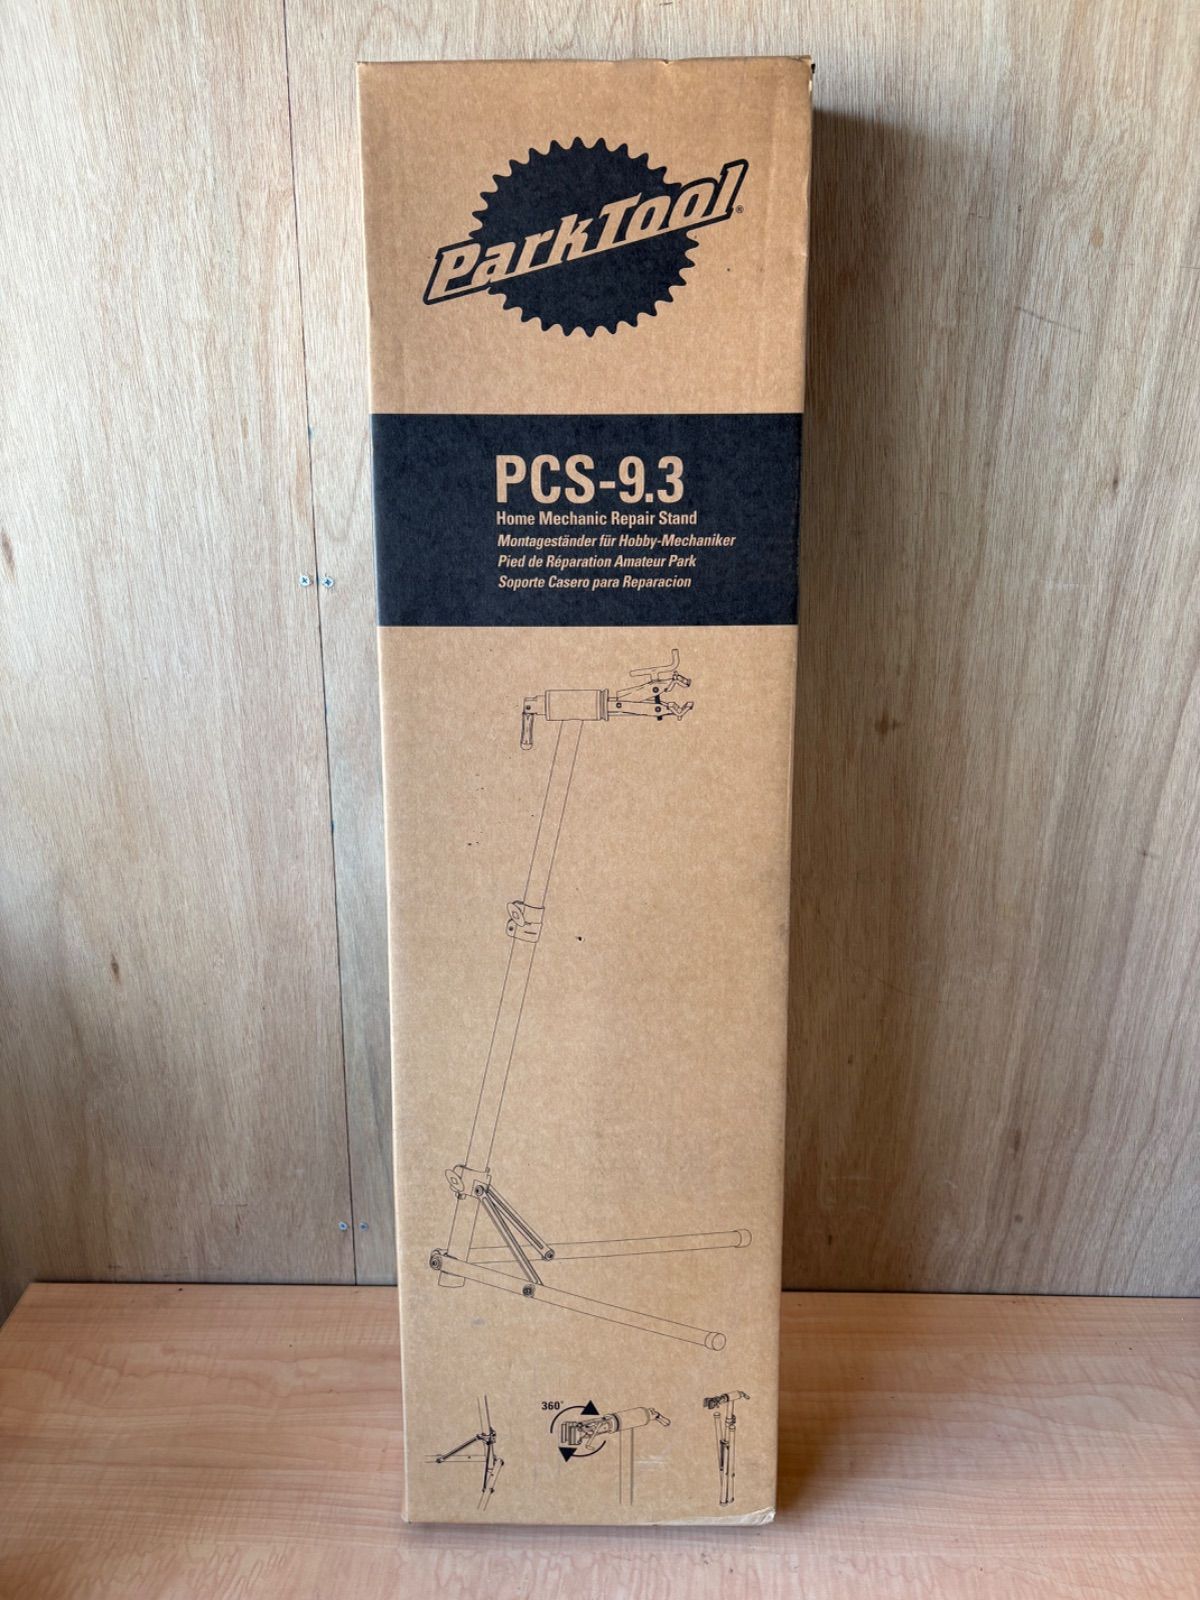 ParkTool®
PCS-9.3
Home Mechanic Repair Stand
Montageständer für Hobby-Mechaniker
Pied de Réparation Amateur Park
Soporte Casero para Reparacion
360°